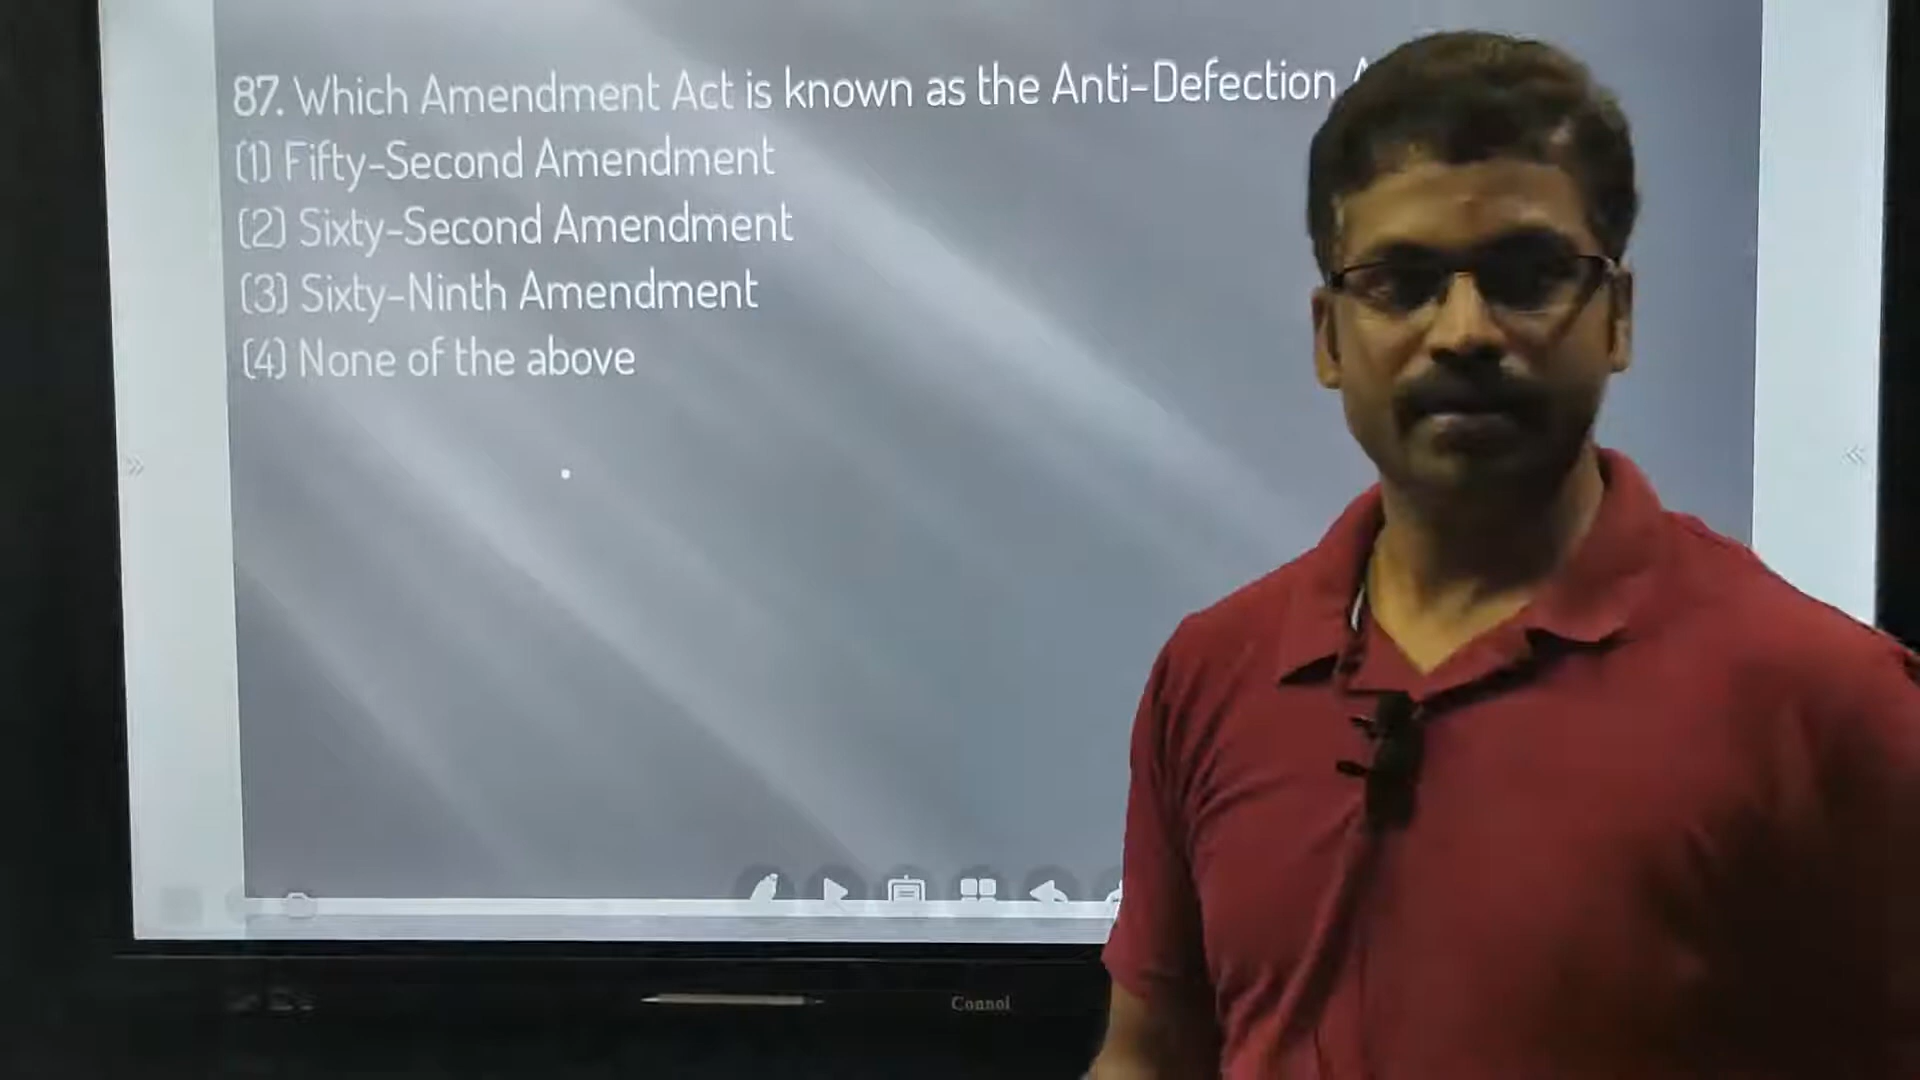 87. Which Amendment Act is known as the Anti-Defection
(1) Fifty-Second Amendment
(2) Sixty-Second Amendment
(3) Sixty-Ninth Amendment
(4) None of the above
Connol